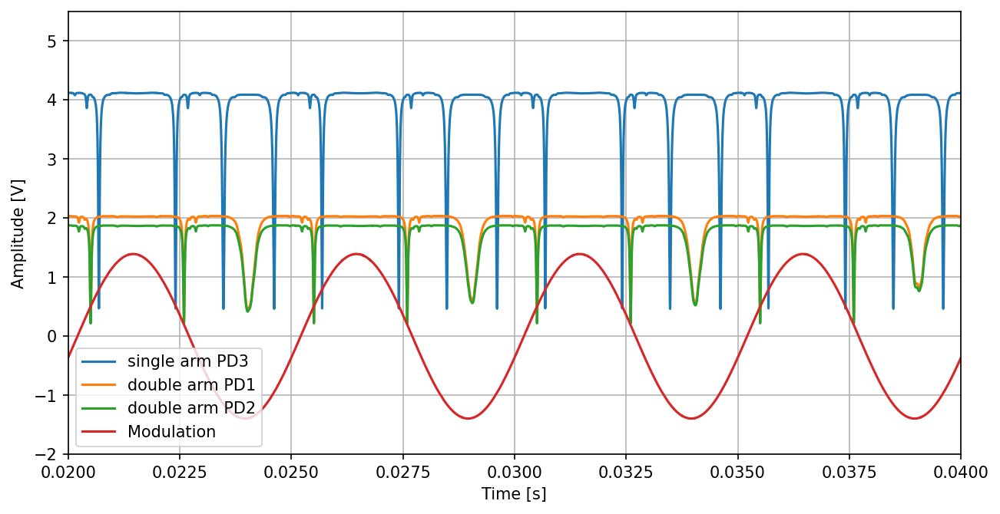 5
4
3
2
1
0
−1
−2
Amplitude [V]
single arm PD3
double arm PD1
double arm PD2
Modulation
0.0200 0.0225 0.0250 0.0275 0.0300 0.0325 0.0350 0.0375 0.0400
Time [s]